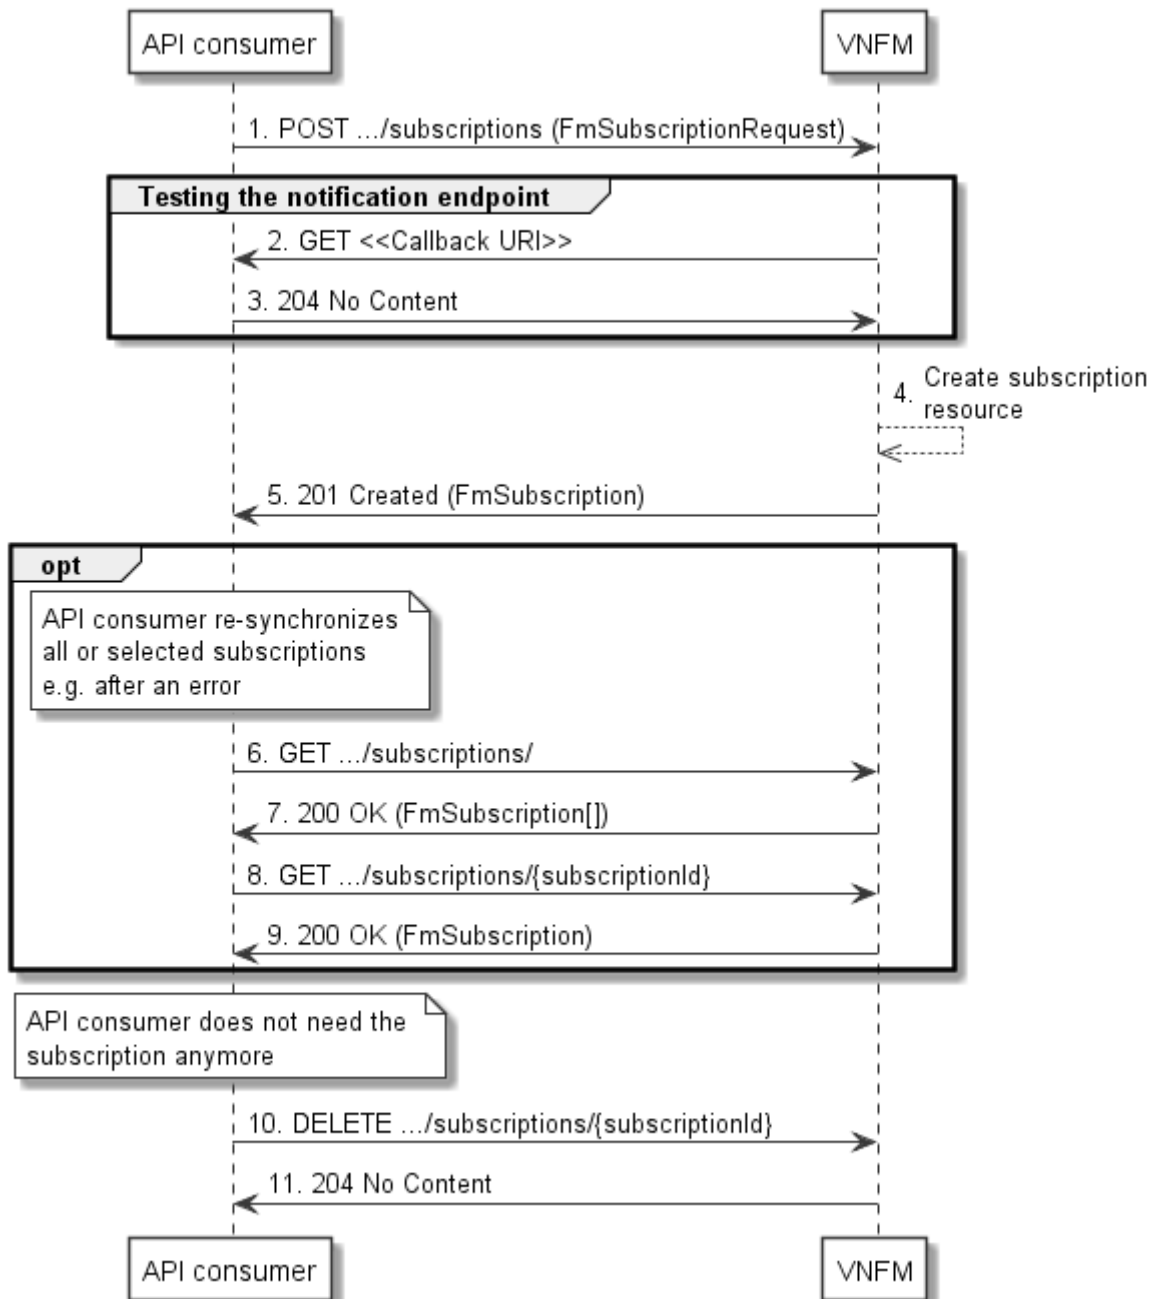 API consumer
VNFM
1. POST .../subscriptions (FmSubscriptionRequest)
Testing the notification endpoint
2. GET <<Callback URI>>
3. 204 No Content
4. Create subscription
resource
5. 201 Created (FmSubscription)
opt
API consumer re-synchronizes
all or selected subscriptions
e.g. after an error
6. GET .../subscriptions/
7. 200 OK (FmSubscription[])
8. GET .../subscriptions/{subscriptionId}
9. 200 OK (FmSubscription)
API consumer does not need the
subscription anymore
10. DELETE .../subscriptions/{subscriptionId}
11. 204 No Content
API consumer
VNFM